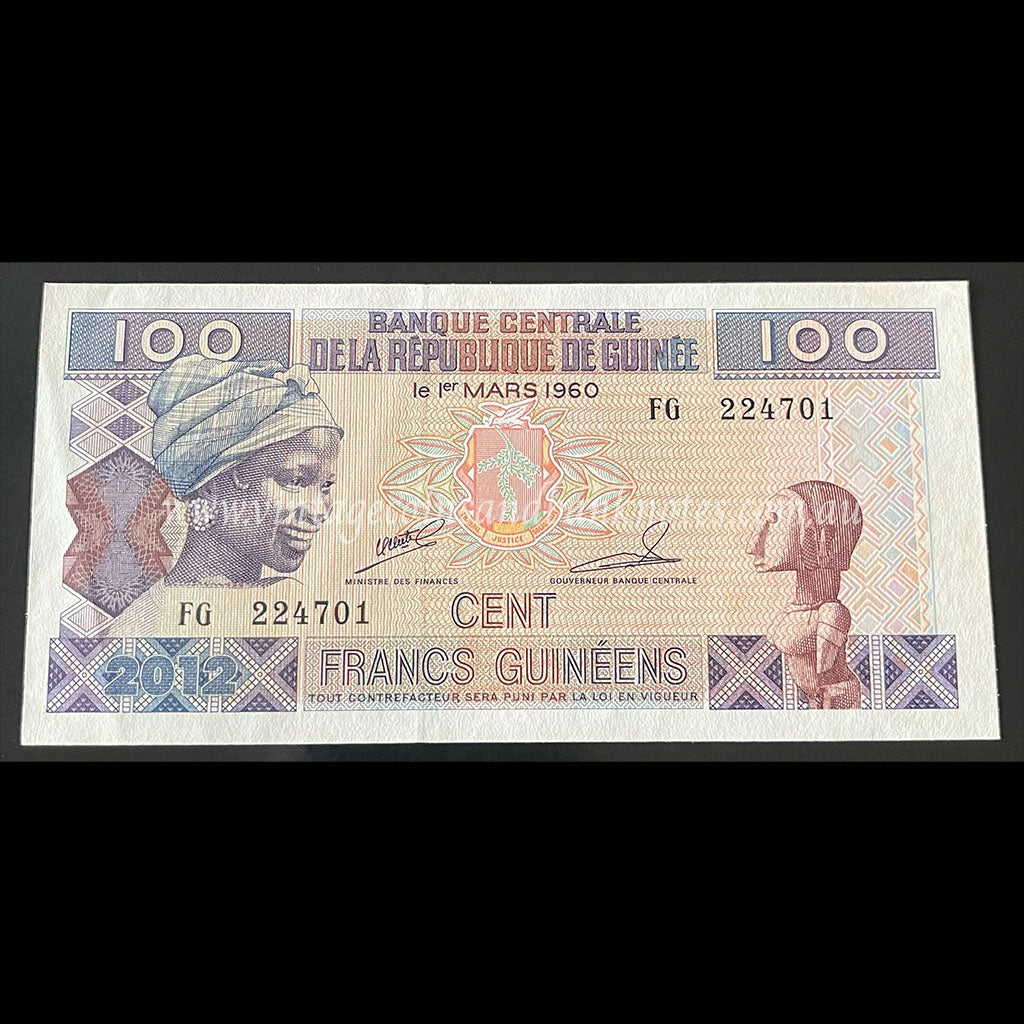 100
BANQUE CENTRALE
DE LA RÉPUBLIQUE DE GUINÉE
le 1er MARS 1960
100
FG 224701
JUSTICE
MINISTRE DES FINANCES
GOUVERNEUR BANQUE CENTRALE
FG 224701
CENT
2012
FRANCS GUINÉENS
TOUT CONTREFACTEUR SERA PUNI PAR LA LOI EN VIGUEUR